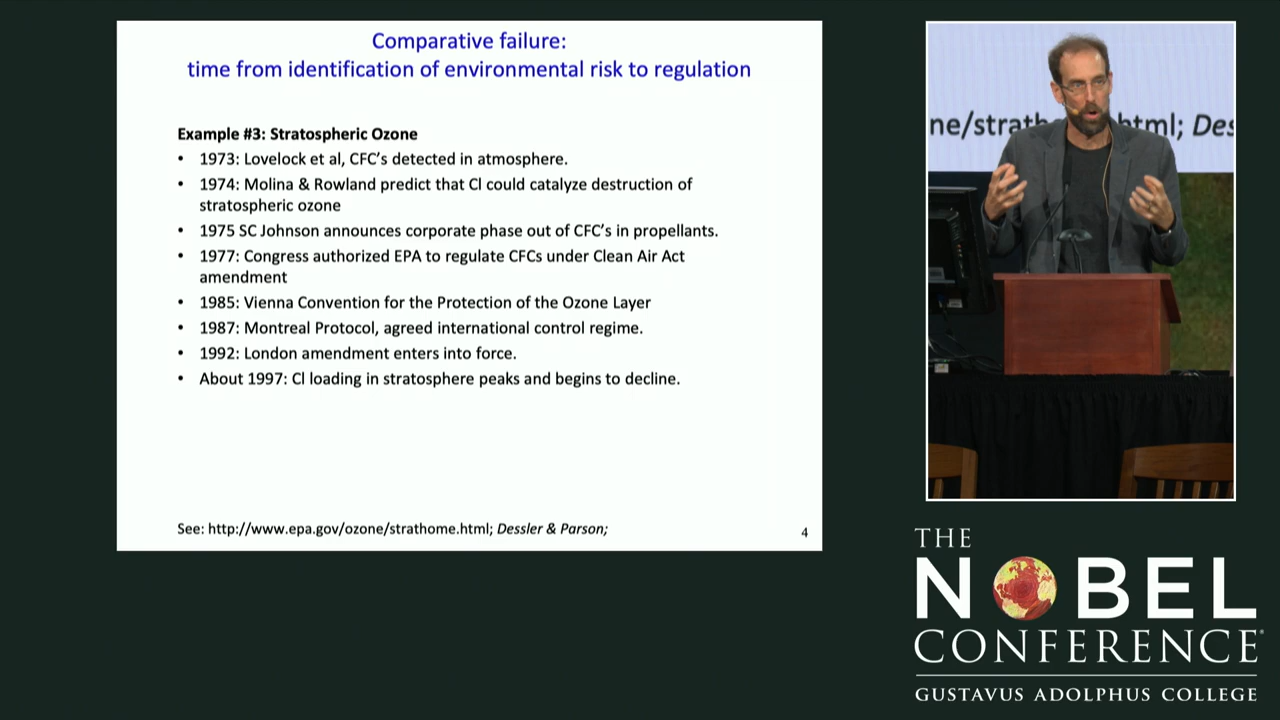 Comparative failure:
time from identification of environmental risk to regulation
Example #3: Stratospheric Ozone
• 1973: Lovelock et al, CFC's detected in atmosphere.
• 1974: Molina & Rowland predict that Cl could catalyze destruction of
stratospheric ozone
• 1975 SC Johnson announces corporate phase out of CFC's in propellants.
• 1977: Congress authorized EPA to regulate CFCs under Clean Air Act
amendment
• 1985: Vienna Convention for the Protection of the Ozone Layer
• 1987: Montreal Protocol, agreed international control regime.
• 1992: London amendment enters into force.
• About 1997: Cl loading in stratosphere peaks and begins to decline.
See: http://www.epa.gov/ozone/strathome.html; Dessler & Parson;
4
ne/strath html; Des
THE
NOBEL
CONFERENCE®
GUSTAVUS ADOLPHUS COLLEGE